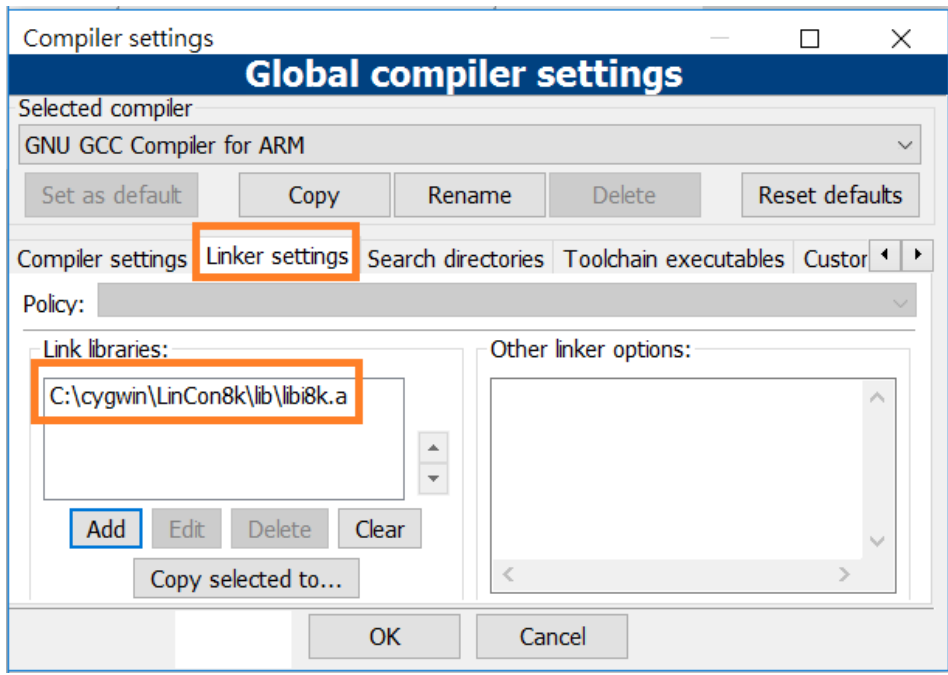 Compiler settings
Global compiler settings
Selected compiler
GNU GCC Compiler for ARM
Set as default Copy Rename Delete Reset defaults
Compiler settings Linker settings Search directories Toolchain executables Custor
Policy:
Link libraries: Other linker options:
C:\cygwin\LinCon8k\lib\libi8k.a
Add Edit Delete Clear
Copy selected to...
OK Cancel